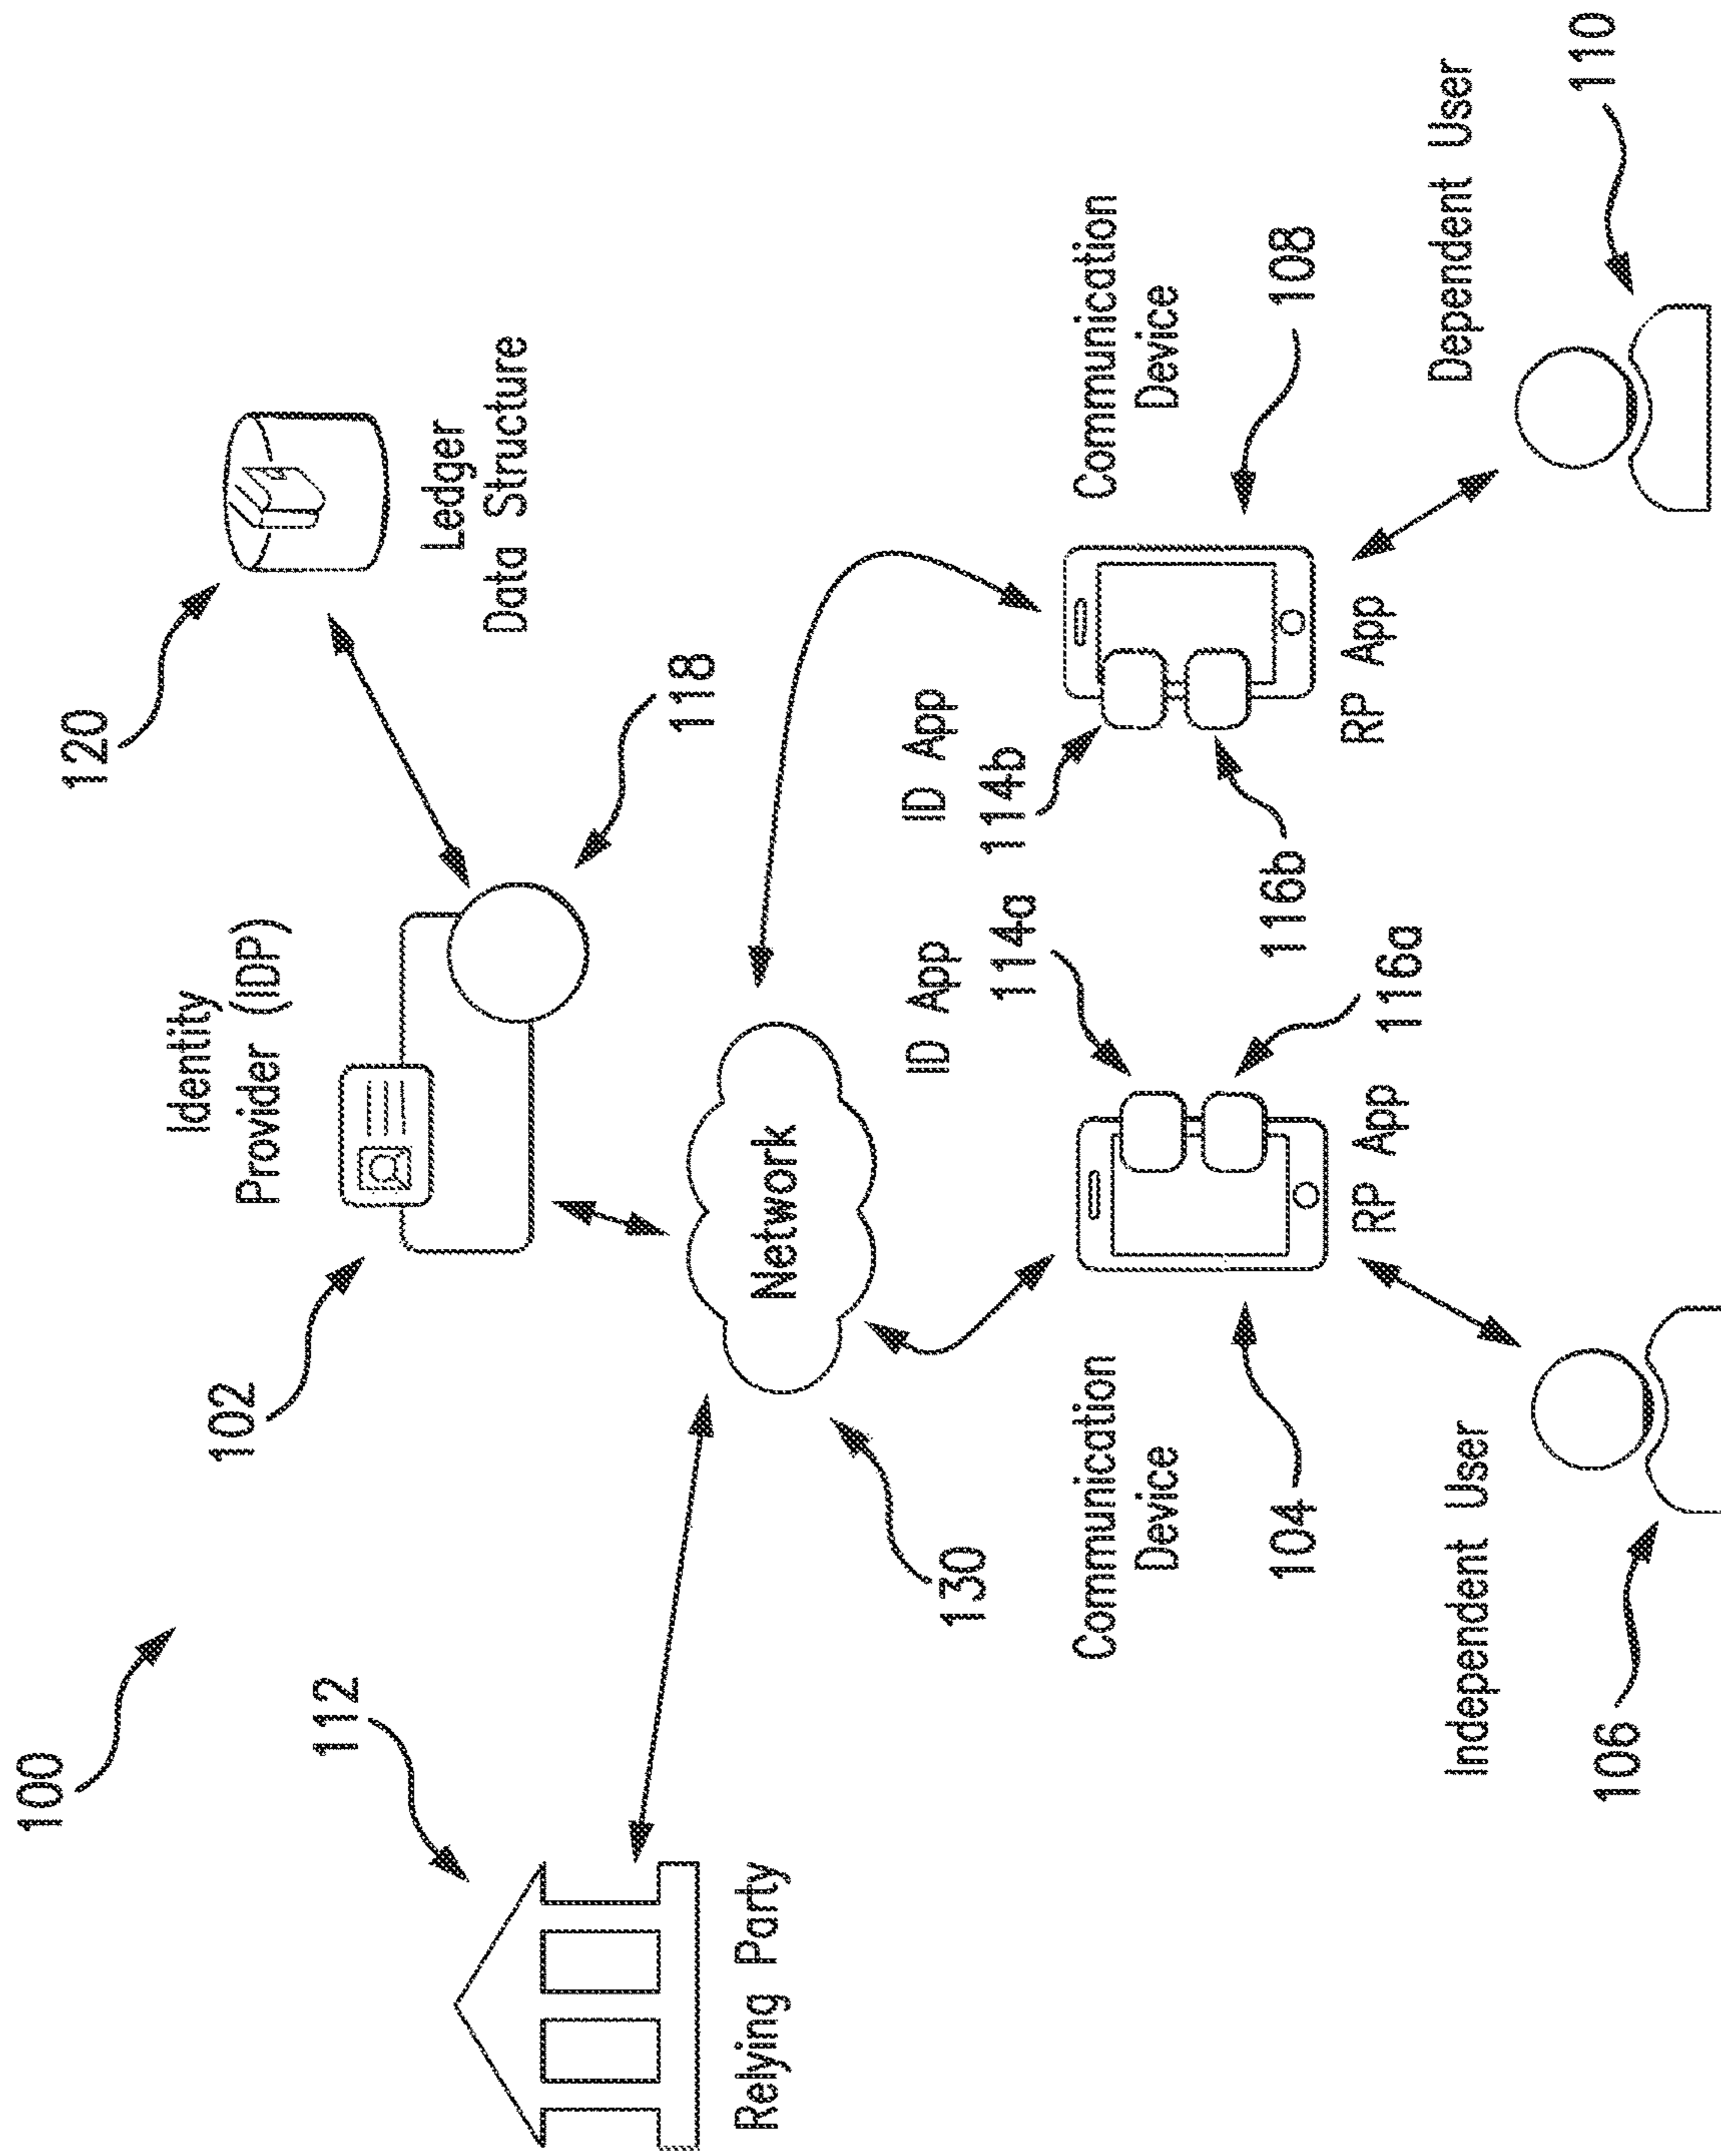 100
112
Relying Party
102
Identity
Provider (IDP)
118
120
Ledger
Data Structure
Network
130
Communication
Device
104
ID App
114a
116a
RP App
Independent User
106
ID App
114b
116b
RP App
Communication
Device
108
Dependent User
110